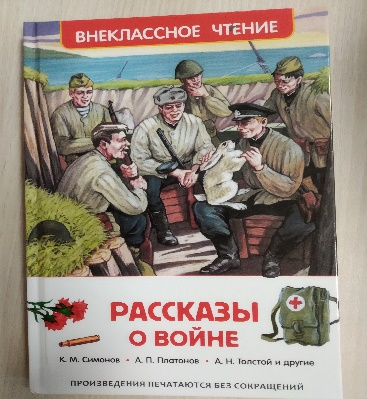 ВНЕКЛАССНОЕ ЧТЕНИЕ
РАССКАЗЫ
О ВОЙНЕ
К. М. Симонов • А. П. Платонов • А. Н. Толстой и другие
ПРОИЗВЕДЕНИЯ ПЕЧАТАЮТСЯ БЕЗ СОКРАЩЕНИЙ